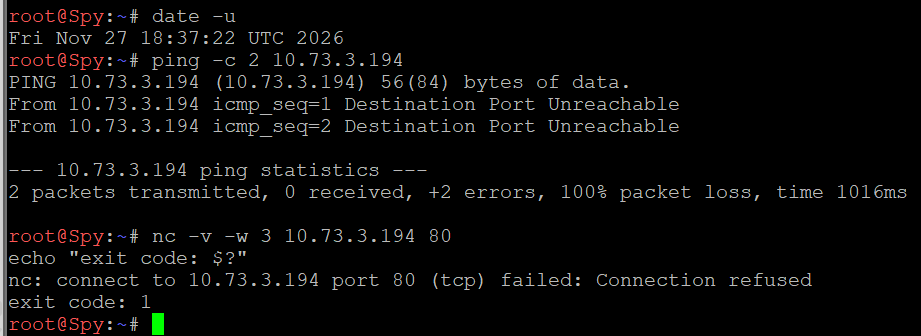 root@Spy:~# date -u
Fri Nov 27 18:37:22 UTC 2026
root@Spy:~# ping -c 2 10.73.3.194
PING 10.73.3.194 (10.73.3.194) 56(84) bytes of data.
From 10.73.3.194 icmp_seq=1 Destination Port Unreachable
From 10.73.3.194 icmp_seq=2 Destination Port Unreachable

--- 10.73.3.194 ping statistics ---
2 packets transmitted, 0 received, +2 errors, 100% packet loss, time 1016ms

root@Spy:~# nc -v -w 3 10.73.3.194 80
echo "exit code: $?"
nc: connect to 10.73.3.194 port 80 (tcp) failed: Connection refused
exit code: 1
root@Spy:~#